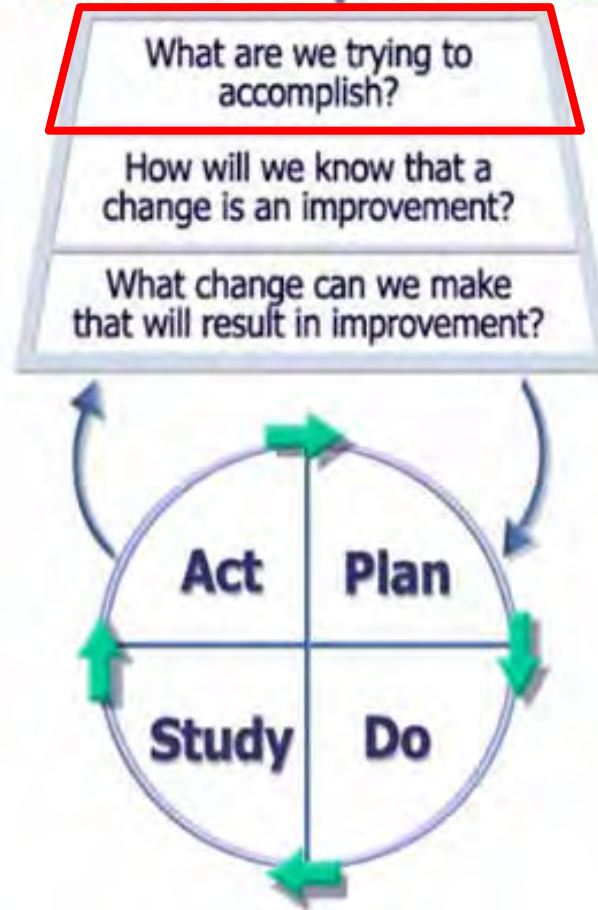 What are we trying to
accomplish?
How will we know that a
change is an improvement?
What change can we make
that will result in improvement?
Act Plan
Study Do